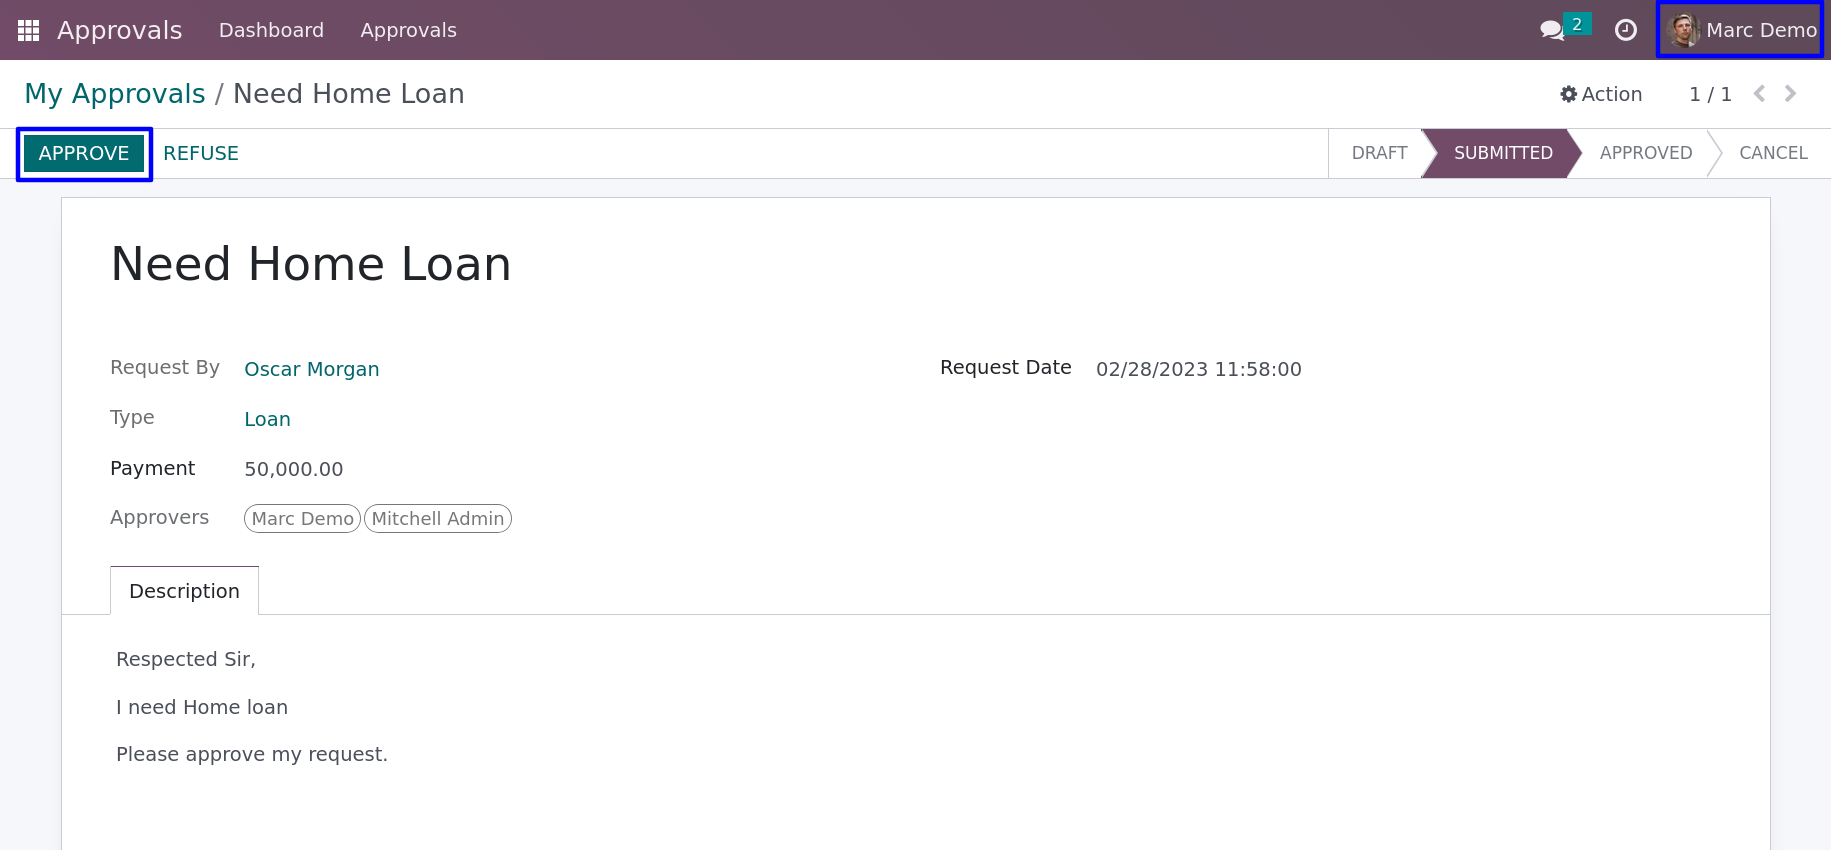 Approvals Dashboard Approvals 2 Marc Demo
My Approvals / Need Home Loan Action 1 / 1
APPROVE REFUSE DRAFT SUBMITTED APPROVED CANCEL
Need Home Loan
Request By Oscar Morgan Request Date 02/28/2023 11:58:00
Type Loan
Payment 50,000.00
Approvers Marc Demo Mitchell Admin
Description
Respected Sir,
I need Home loan
Please approve my request.